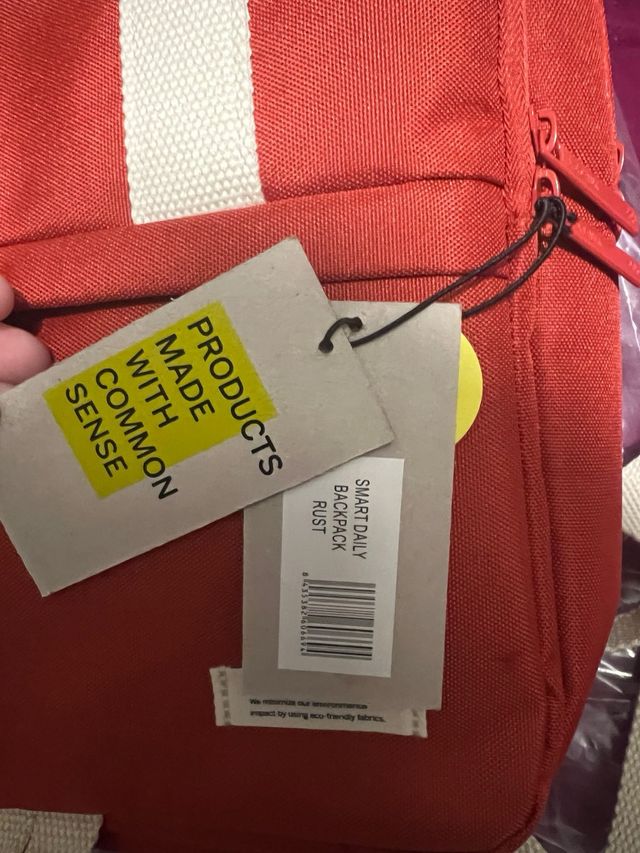 PRODUCTS
MADE
WITH
COMMON
SENSE
SMART DAILY
BACKPACK
RUST
We minimize our environmental
impact by using eco-friendly fabrics.